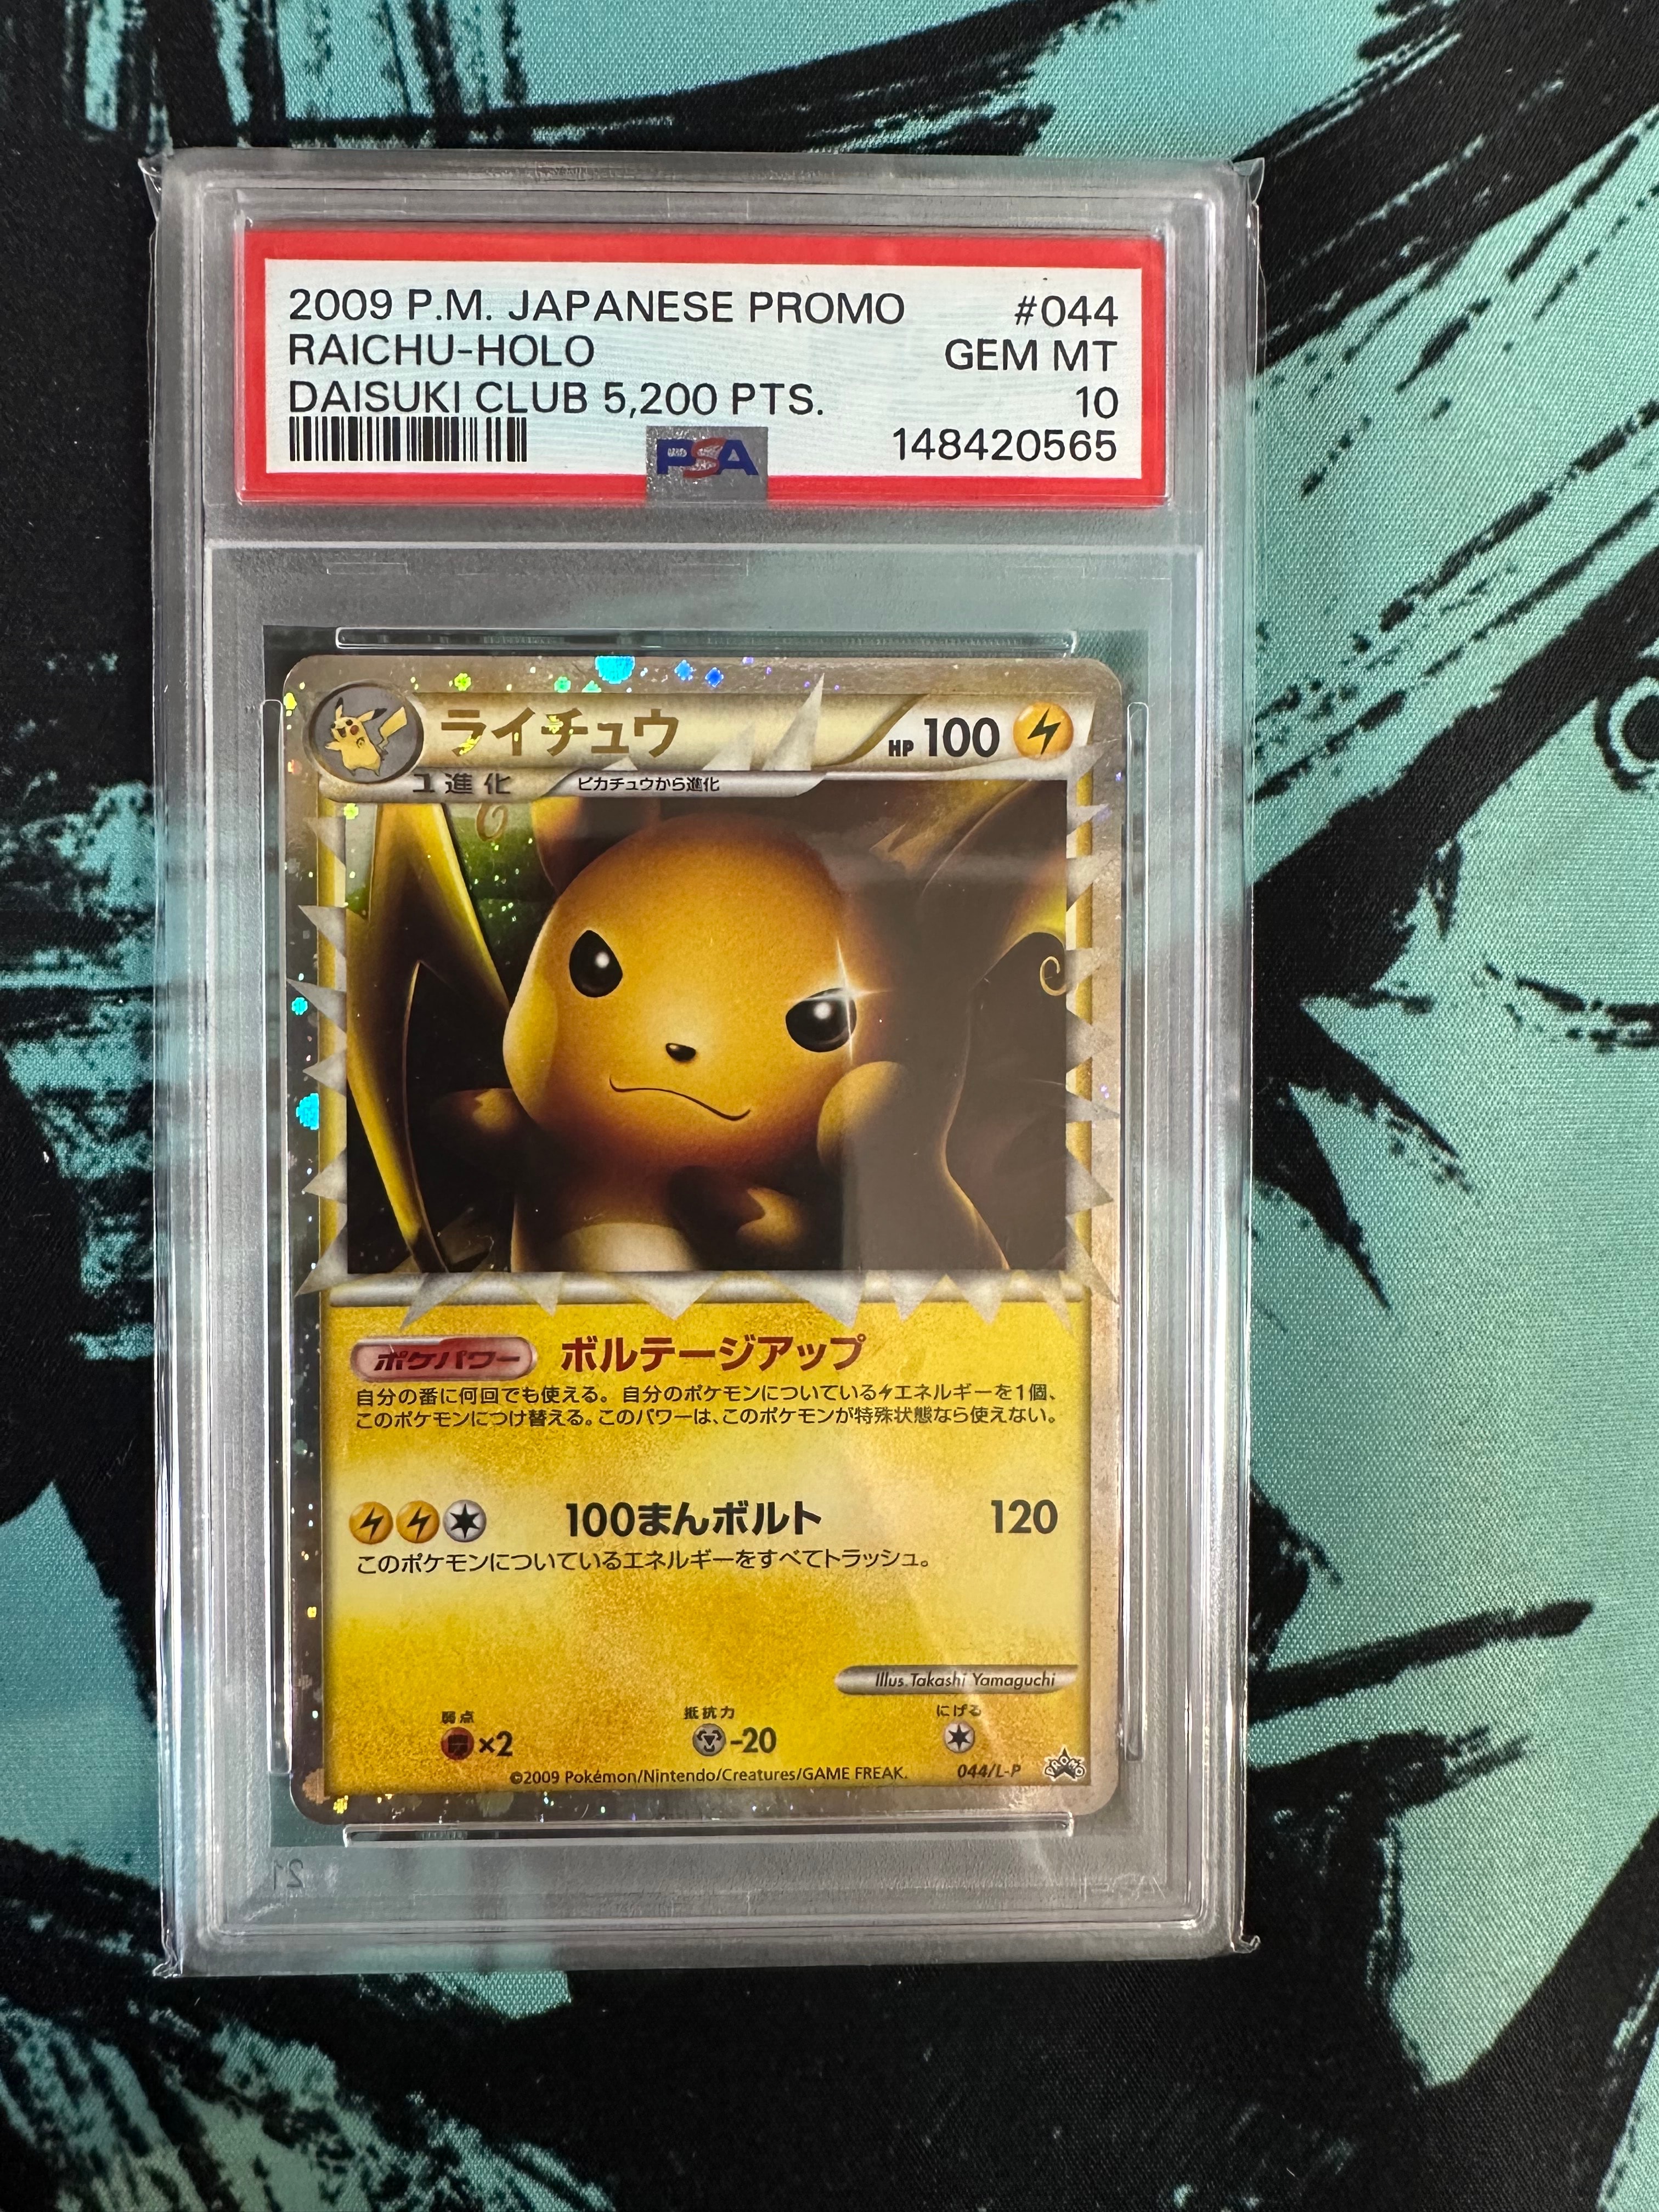 2009 P.M. JAPANESE PROMO #044
RAICHU-HOLO GEM MT
DAISUKI CLUB 5,200 PTS. 10
PSA 148420565
ライチュウ HP 100
1進化 ピカチュウから進化
ポケパワー ボルテージアップ
自分の番に何回でも使える。自分のポケモンについているエネルギーを1個、
このポケモンにつけ替える。このパワーは、このポケモンが特殊状態なら使えない。
100まんボルト 120
このポケモンについているエネルギーをすべてトラッシュ。
Illus. Takashi Yamaguchi
弱点 抵抗力 にげる
×2 -20
©2009 Pokémon/Nintendo/Creatures/GAME FREAK. 044/L-P PROMO
21